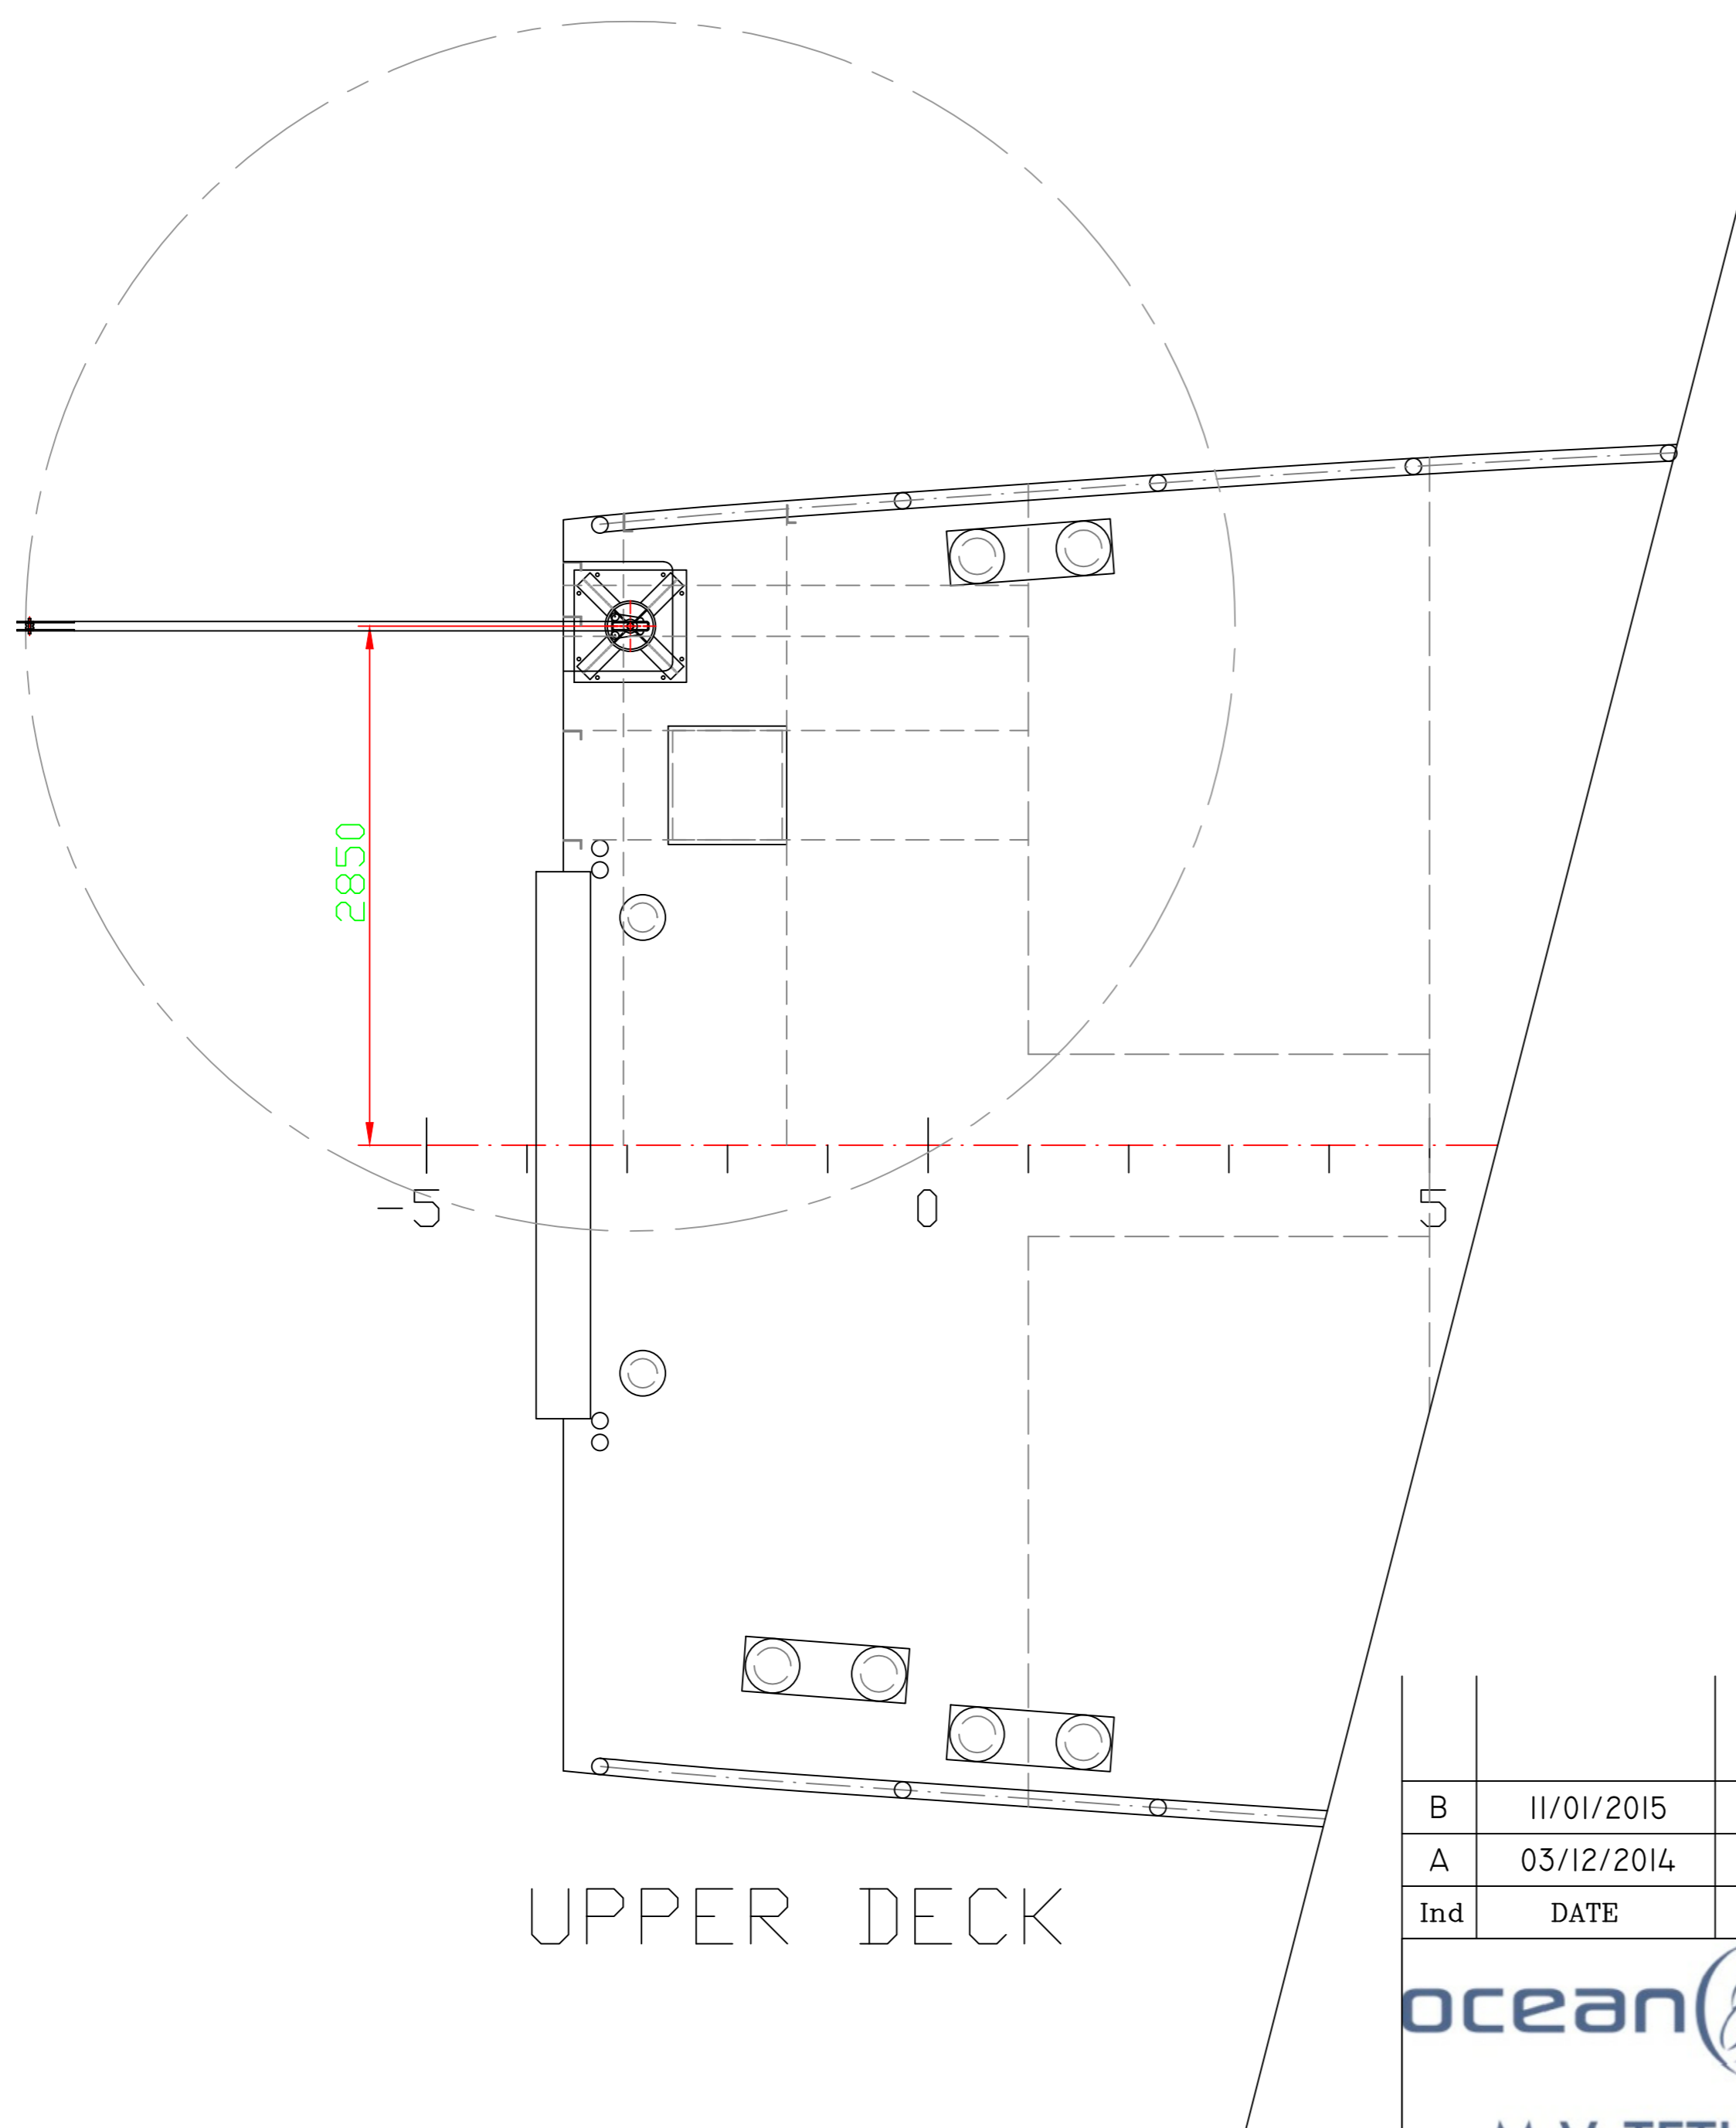 2850
-5 0 5
UPPER DECK
B 11/01/2015
A 03/12/2014
Ind DATE
ocean
M.V.